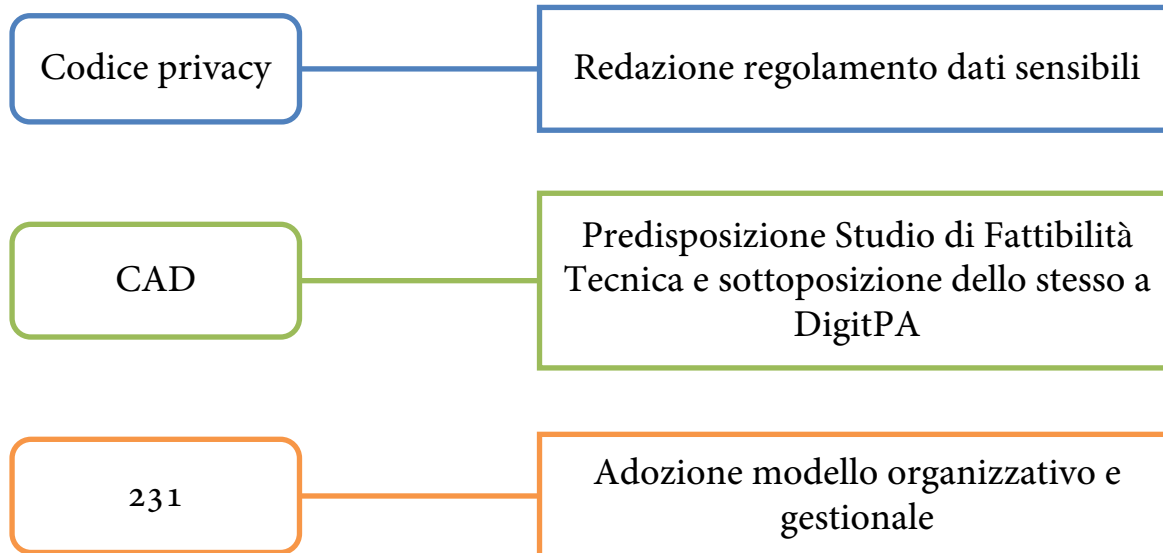 Codice privacy
Redazione regolamento dati sensibili
CAD
Predisposizione Studio di Fattibilità
Tecnica e sottoposizione dello stesso a
DigitPA
231
Adozione modello organizzativo e
gestionale